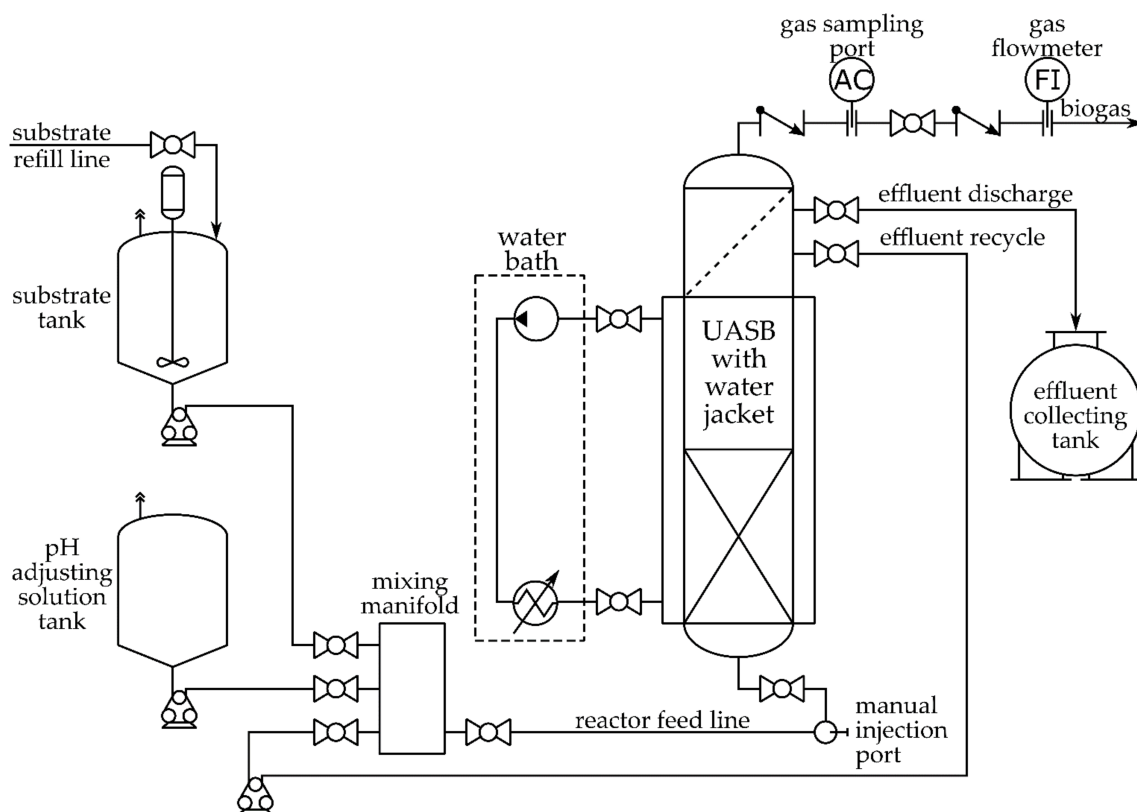 gas sampling
port
gas
flowmeter
AC
FI
biogas
substrate
refill line
effluent discharge
effluent recycle
water
bath
substrate
tank
UASB
with
water
jacket
effluent
collecting
tank
pH
adjusting
solution
tank
mixing
manifold
reactor feed line
manual
injection
port